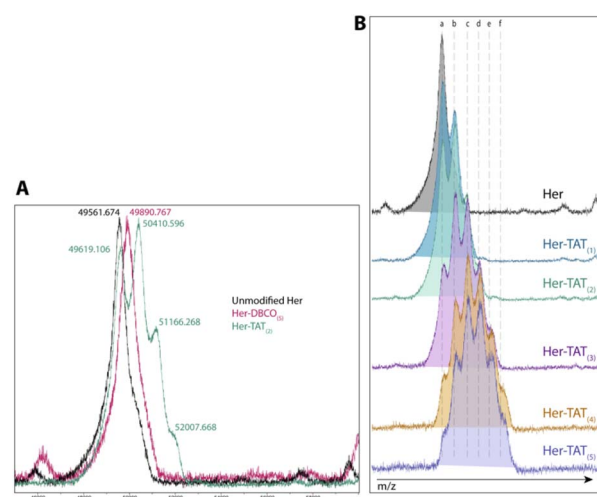 A
49561.674
49890.767
49619.106
50410.596
51166.268
52007.668
Unmodified Her
Her-DBCO(5)
Her-TAT(2)
B
a b c d e f
Her
Her-TAT(1)
Her-TAT(2)
Her-TAT(3)
Her-TAT(4)
Her-TAT(5)
m/z